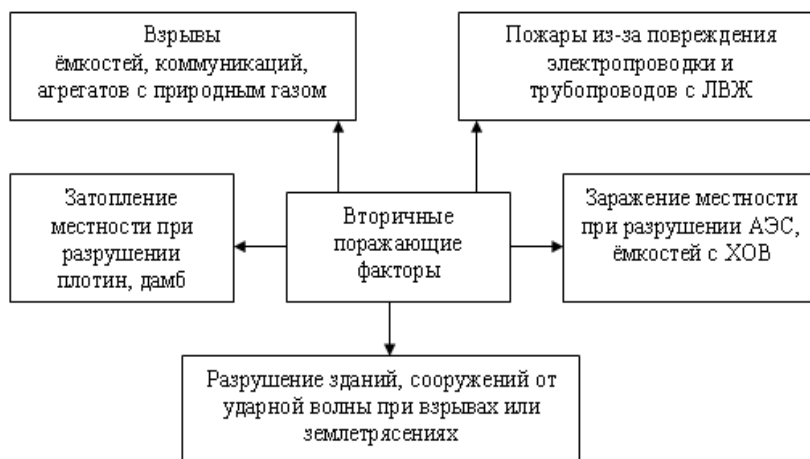 Взрывы
ёмкостей, коммуникаций,
агрегатов с природным газом
Пожары из-за повреждения
электропроводки и
трубопроводов с ЛВЖ
Затопление
местности при
разрушении
плотин, дамб
Вторичные
поражающие
факторы
Заражение местности
при разрушении АЭС,
ёмкостей с ХОВ
Разрушение зданий, сооружений от
ударной волны при взрывах или
землетрясениях